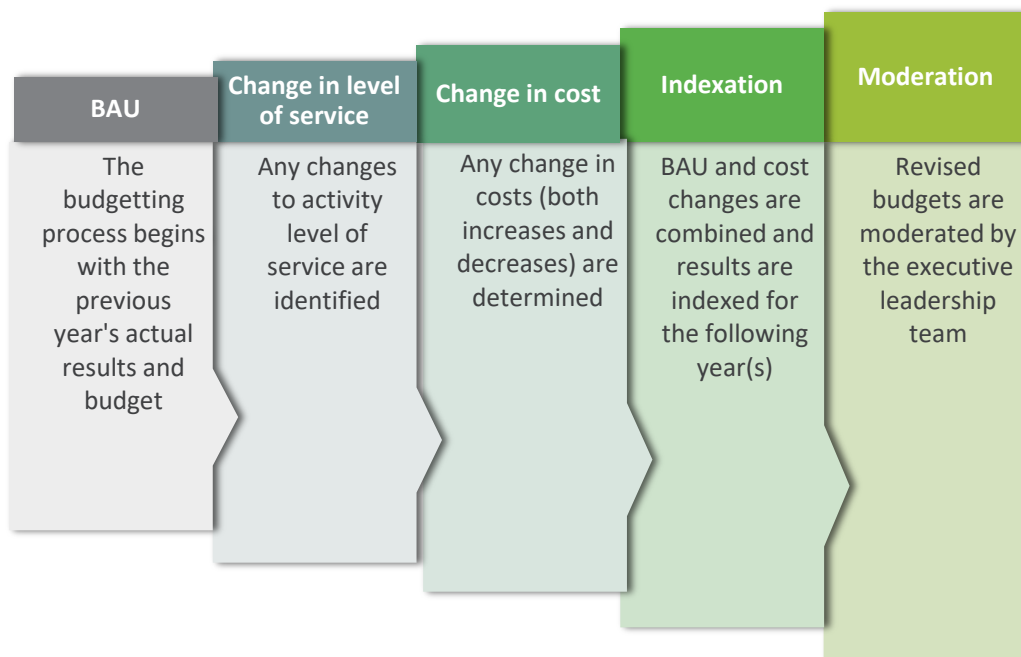 BAU
The
budgetting
process begins
with the
previous
year's actual
results and
budget
Change in level
of service
Any changes
to activity
level of
service are
identified
Change in cost
Any change in
costs (both
increases and
decreases) are
determined
Indexation
BAU and cost
changes are
combined and
results are
indexed for
the following
year(s)
Moderation
Revised
budgets are
moderated by
the executive
leadership
team